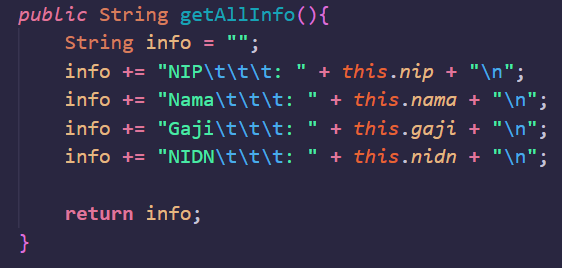 public String getAllInfo(){
    String info = "";
    info += "NIP\t\t\t: " + this.nip + "\n";
    info += "Nama\t\t\t: " + this.nama + "\n";
    info += "Gaji\t\t\t: " + this.gaji + "\n";
    info += "NIDN\t\t\t: " + this.nidn + "\n";

    return info;
}